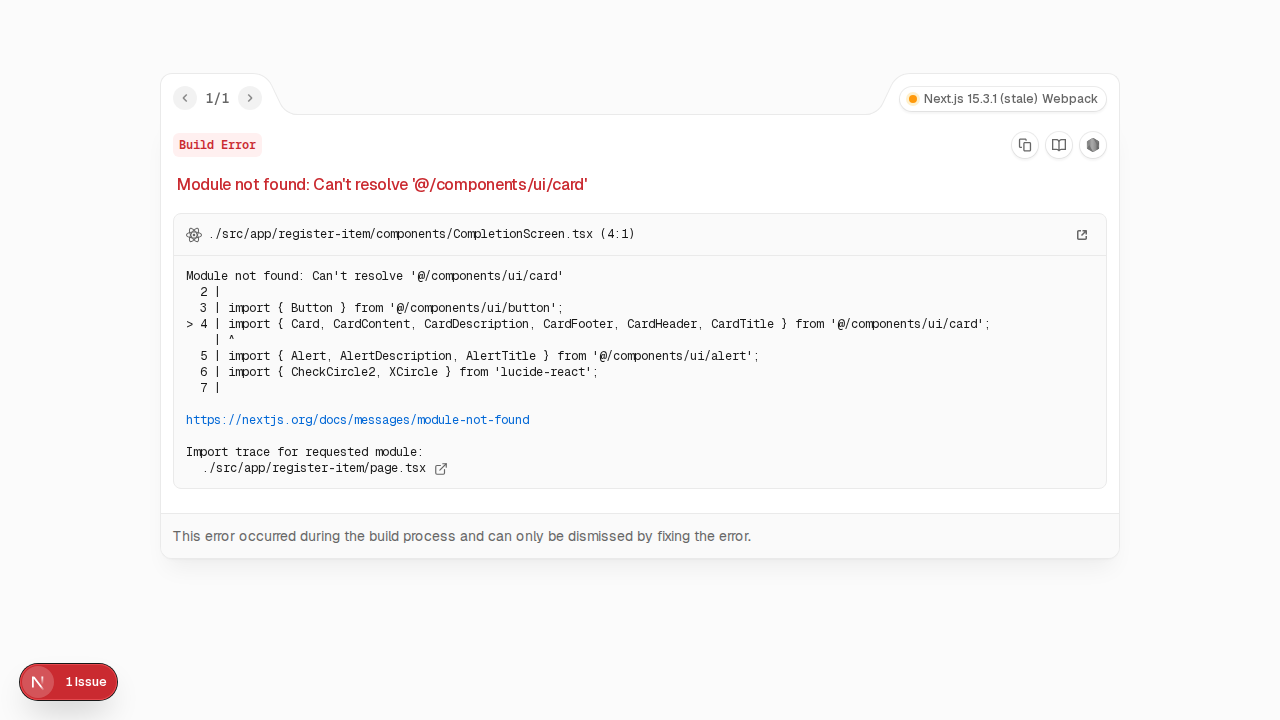 1/1
Next.js 15.3.1 (stale) Webpack
Build Error
Module not found: Can't resolve '@/components/ui/card'
./src/app/register-item/components/CompletionScreen.tsx (4:1)
Module not found: Can't resolve '@/components/ui/card'
2 |
3 | import { Button } from '@/components/ui/button';
> 4 | import { Card, CardContent, CardDescription, CardFooter, CardHeader, CardTitle } from '@/components/ui/card';
| ^
5 | import { Alert, AlertDescription, AlertTitle } from '@/components/ui/alert';
6 | import { CheckCircle2, XCircle } from 'lucide-react';
7 |
https://nextjs.org/docs/messages/module-not-found
Import trace for requested module:
./src/app/register-item/page.tsx
This error occurred during the build process and can only be dismissed by fixing the error.
N 1 Issue